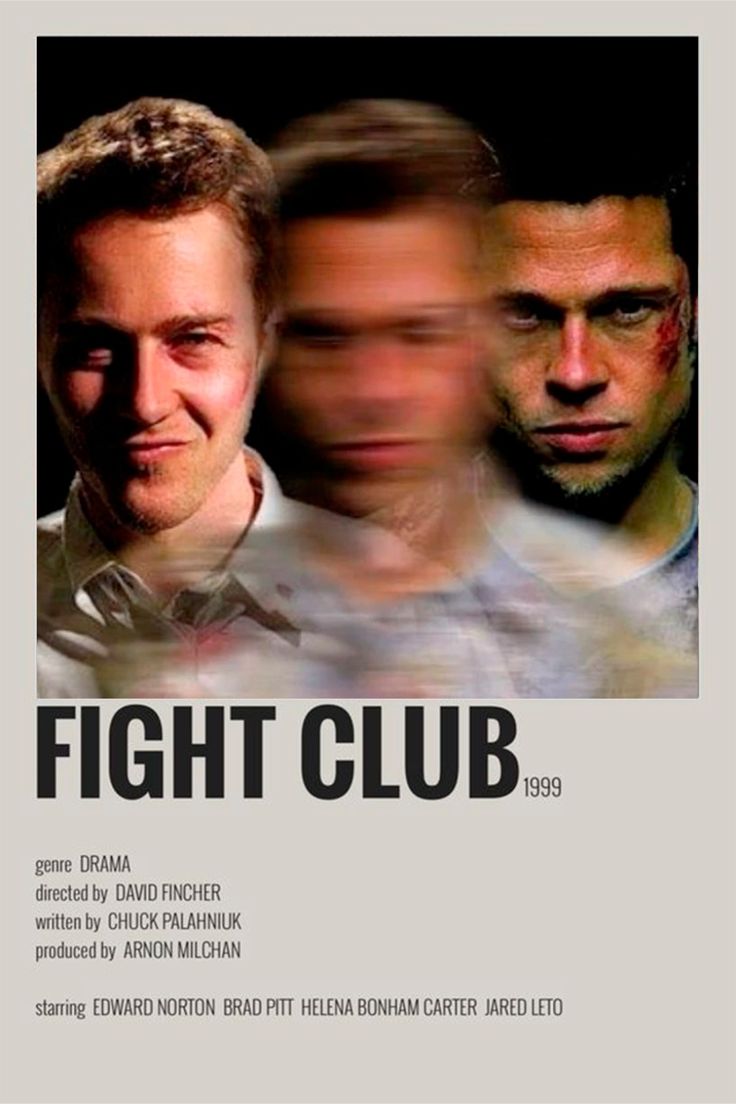 FIGHT CLUB 1999
genre DRAMA
directed by DAVID FINCHER
written by CHUCK PALAHNIUK
produced by ARNON MILCHAN
starring EDWARD NORTON BRAD PITT HELENA BONHAM CARTER JARED LETO